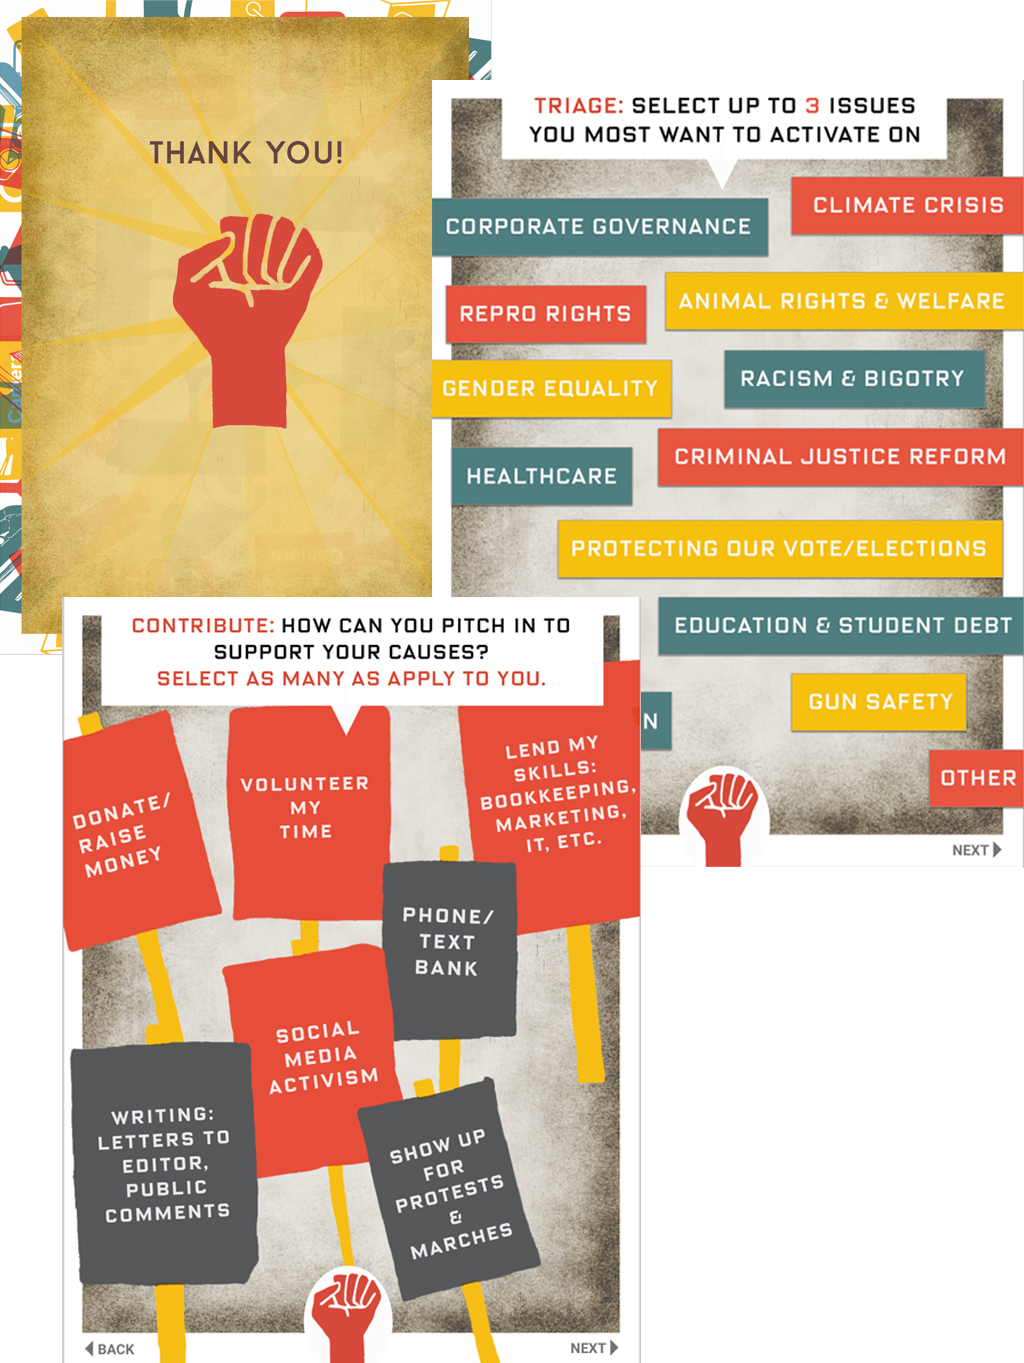 THANK YOU!
TRIAGE: SELECT UP TO 3 ISSUES
YOU MOST WANT TO ACTIVATE ON
CLIMATE CRISIS
CORPORATE GOVERNANCE
ANIMAL RIGHTS & WELFARE
REPRO RIGHTS
RACISM & BIGOTRY
GENDER EQUALITY
CRIMINAL JUSTICE REFORM
HEALTHCARE
PROTECTING OUR VOTE/ELECTIONS
EDUCATION & STUDENT DEBT
GUN SAFETY
N
OTHER
NEXT
CONTRIBUTE: HOW CAN YOU PITCH IN TO
SUPPORT YOUR CAUSES?
SELECT AS MANY AS APPLY TO YOU.
DONATE/
RAISE
MONEY
VOLUNTEER
MY
TIME
LEND MY
SKILLS:
BOOKKEEPING,
MARKETING,
IT, ETC.
PHONE/
TEXT
BANK
SOCIAL
MEDIA
ACTIVISM
WRITING:
LETTERS TO
EDITOR,
PUBLIC
COMMENTS
SHOW UP
FOR
PROTESTS
&
MARCHES
BACK
NEXT